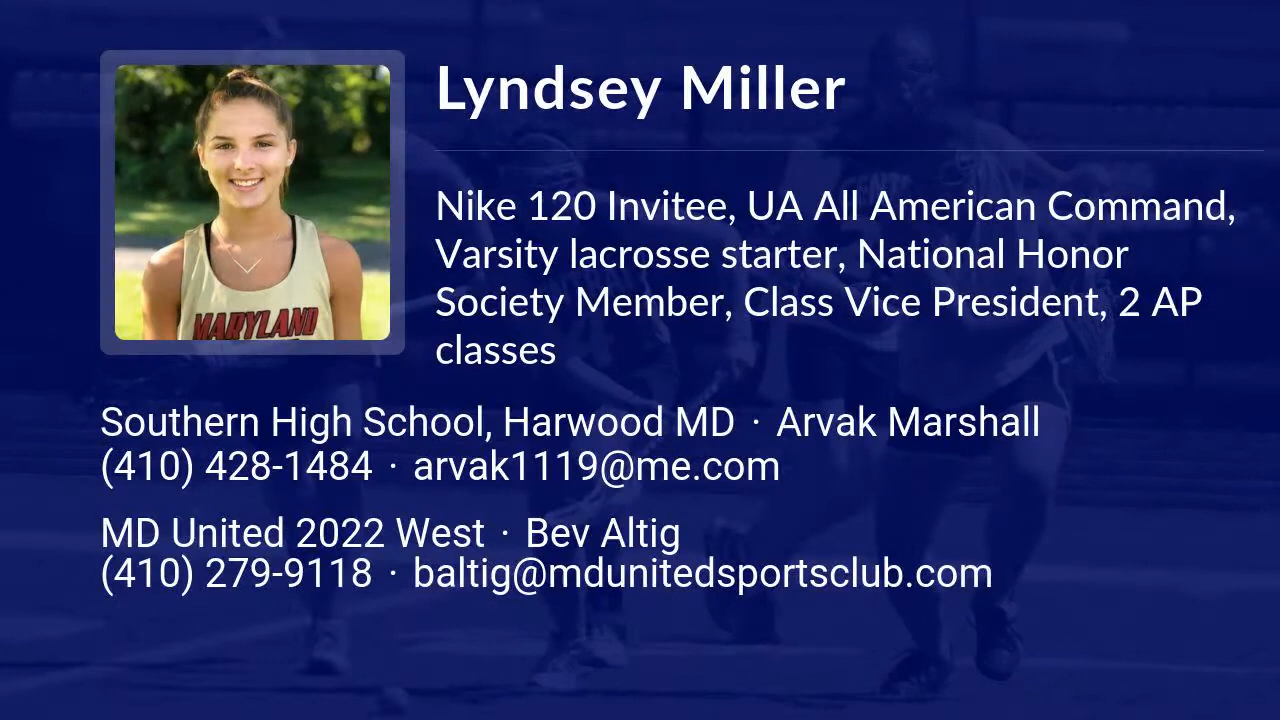 Lyndsey Miller
MARYLAND
Nike 120 Invitee, UA All American Command,
Varsity lacrosse starter, National Honor
Society Member, Class Vice President, 2 AP
classes
Southern High School, Harwood MD · Arvak Marshall
(410) 428-1484 · arvak1119@me.com
MD United 2022 West · Bev Altig
(410) 279-9118 · baltig@mdunitedsportsclub.com